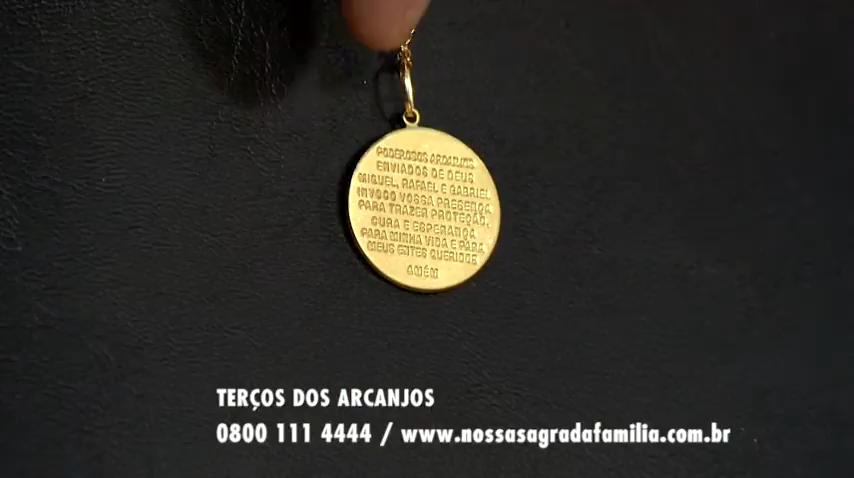 PODEROSOS ARCANJOS
ENVIADOS DE DEUS
MIGUEL, RAFAEL E GABRIEL
INVOCO VOSSA PRESENÇA
PARA TRAZER PROTEÇÃO,
CURA E ESPERANÇA
PARA MINHA VIDA E PARA
MEUS ENTES QUERIDOS
AMÉM
TERÇOS DOS ARCANJOS
0800 111 4444 / www.nossasagradafamilia.com.br